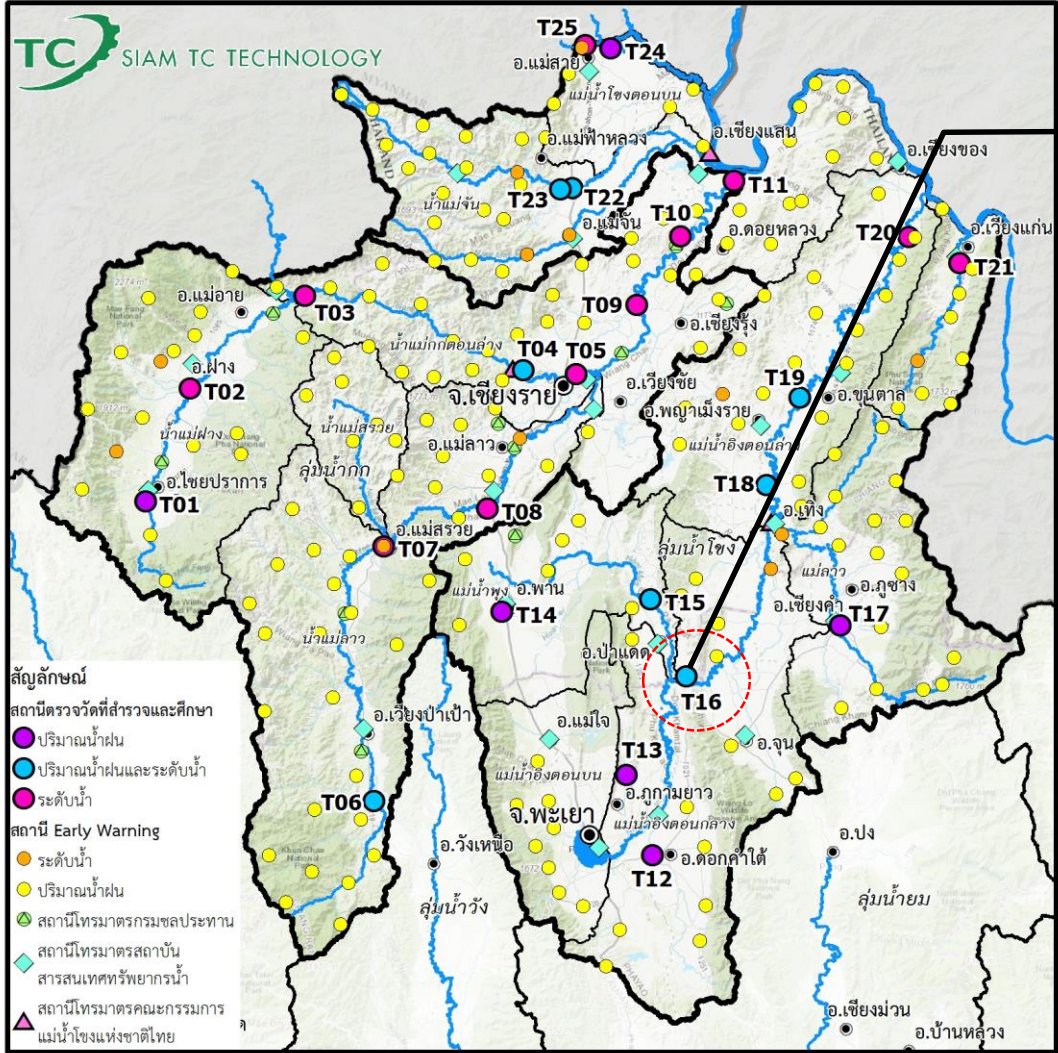 TC SIAM TC TECHNOLOGY
T25
T24
อ.แม่สาย
แม่น้ำโขงตอนบน
MYANMAR
THAILAND
THAILAND
อ.แม่ฟ้าหลวง
อ.เชียงแสน
อ.เชียงของ
T23
T22
T11
น้ำแม่จัน
อ.แม่จัน
T10
อ.ดอยหลวง
T20
อ.เวียงแก่น
T21
อ.แม่อาย
T03
T09
อ.เชียงรุ้ง
น้ำแม่กกตอนล่าง
T04
T05
อ.ฝาง
T02
จ.เชียงราย
อ.เวียงชัย
T19
อ.ขุนตาล
อ.พญาเม็งราย
น้ำแม่ฝาง
น้ำแม่สรวย
อ.แม่ลาว
แม่น้ำอิงตอนล่าง
ลุ่มน้ำกก
อ.ไชยปราการ
T01
T18
T08
อ.แม่สรวย
T07
อ.เทิง
ลุ่มน้ำโขง
แม่ลาว
อ.ภูซาง
อ.พาน
แม่น้ำพุง
T14
T15
อ.เชียงคำ
T17
น้ำแม่ลาว
อ.ป่าแดด
T16
อ.เวียงป่าเป้า
อ.แม่ใจ
อ.จุน
แม่น้ำอิงตอนบน
T13
อ.ภูกามยาว
T06
จ.พะเยา
แม่น้ำอิงตอนกลาง
อ.วังเหนือ
T12
อ.ดอกคำใต้
อ.ปง
ลุ่มน้ำวัง
ลุ่มน้ำยม
อ.เชียงม่วน
อ.บ้านหลวง
สัญลักษณ์
สถานีตรวจวัดที่สำรวจและศึกษา
ปริมาณน้ำฝน
ปริมาณน้ำฝนและระดับน้ำ
ระดับน้ำ
สถานี Early Warning
ระดับน้ำ
ปริมาณน้ำฝน
สถานีโทรมาตรกรมชลประทาน
สถานีโทรมาตรสถาบัน
สารสนเทศทรัพยากรน้ำ
สถานีโทรมาตรคณะกรรมการ
แม่น้ำโขงแห่งชาติไทย